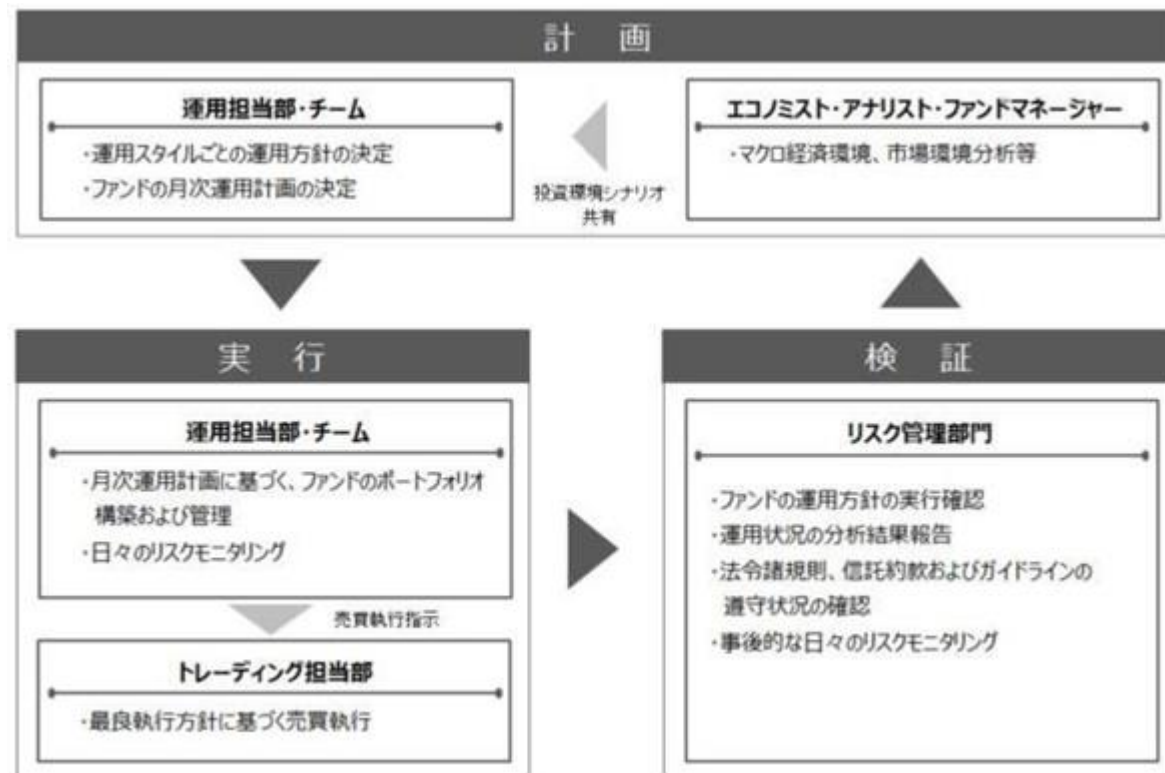 計 画
運用担当部・チーム
・運用スタイルごとの運用方針の決定
・ファンドの月次運用計画の決定
投資環境シナリオ
共有
エコノミスト・アナリスト・ファンドマネージャー
・マクロ経済環境、市場環境分析等
実 行
運用担当部・チーム
・月次運用計画に基づく、ファンドのポートフォリオ
構築および管理
・日々のリスクモニタリング
売買執行指示
トレーディング担当部
・最良執行方針に基づく売買執行
検 証
リスク管理部門
・ファンドの運用方針の実行確認
・運用状況の分析結果報告
・法令諸規則、信託約款およびガイドラインの
遵守状況の確認
・事後的な日々のリスクモニタリング